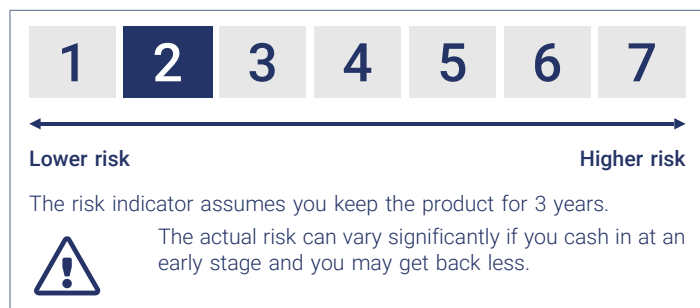 1 2 3 4 5 6 7
Lower risk Higher risk
The risk indicator assumes you keep the product for 3 years.
The actual risk can vary significantly if you cash in at an
early stage and you may get back less.